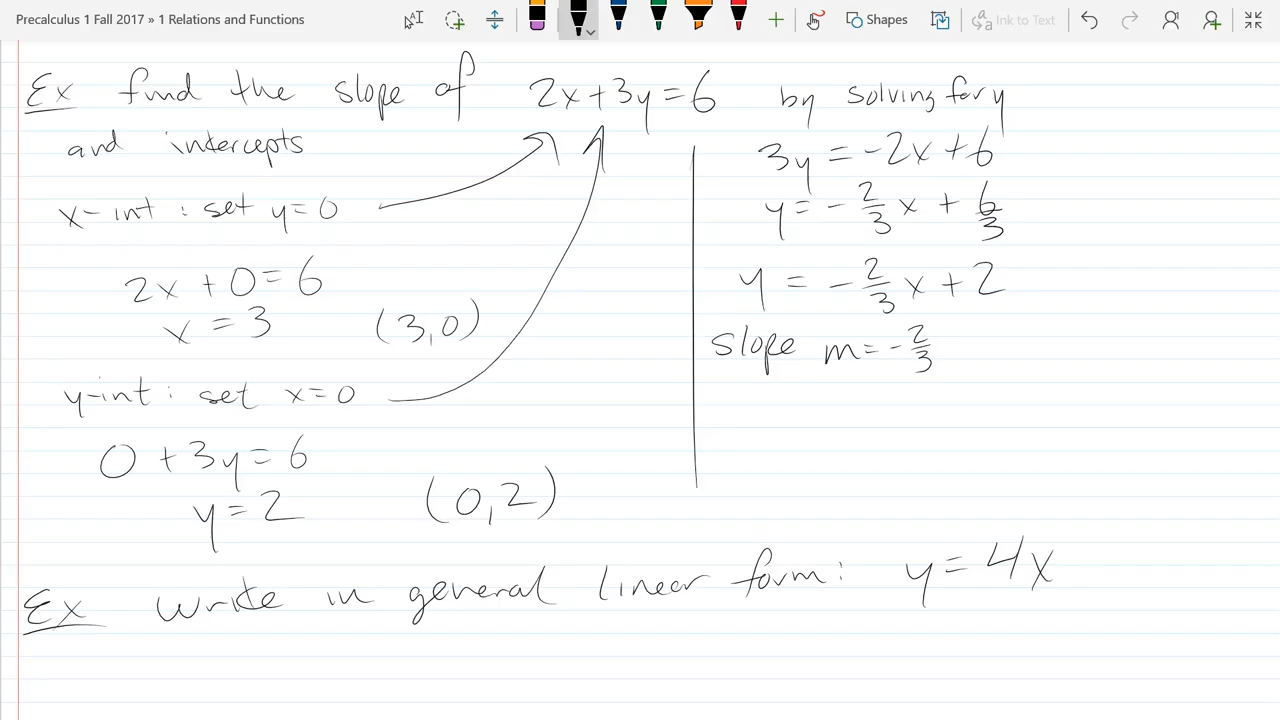 Precalculus 1 Fall 2017 » 1 Relations and Functions
Shapes
Ink to Text
Ex find the slope of 2x+3y=6 by solving for y
and intercepts
x-int : set y=0
2x+0=6
x=3 (3,0)
y-int : set x=0
0+3y=6
y=2 (0,2)
3y=-2x+6
y=-2/3 x + 6/3
y = -2/3 x+2
slope m=-2/3
Ex Write in general linear form: y=4x